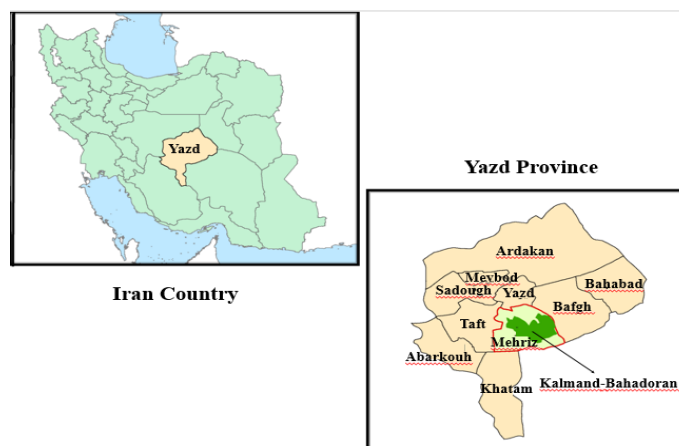 Yazd
Iran Country
Yazd Province
Ardakan
Meybod
Bahabad
Sadough
Yazd
Bafgh
Taft
Mehriz
Abarkouh
Kalmand-Bahadoran
Khatam